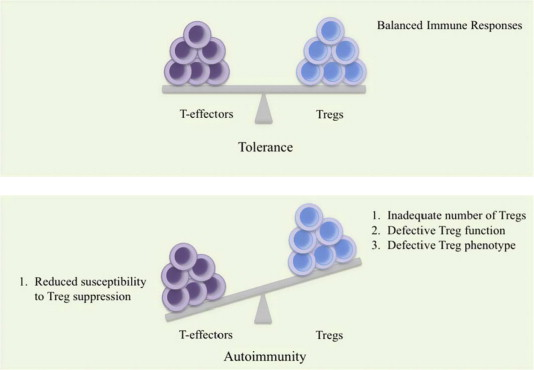 Balanced Immune Responses
T-effectors
Tregs
Tolerance
1. Inadequate number of Tregs
2. Defective Treg function
3. Defective Treg phenotype
1. Reduced susceptibility
to Treg suppression
T-effectors
Tregs
Autoimmunity